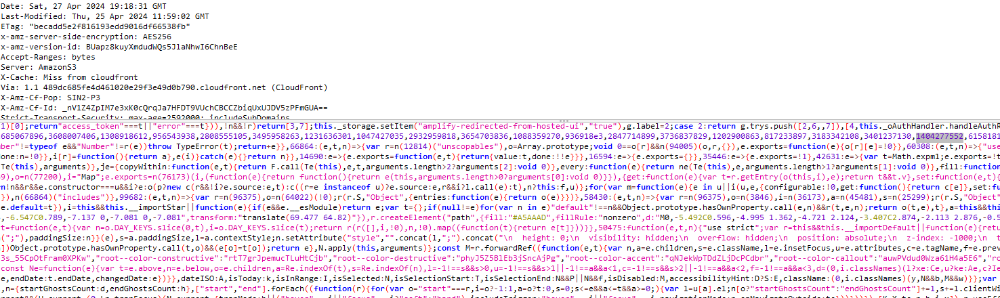 Date: Sat, 27 Apr 2024 19:18:31 GMT
Last-Modified: Thu, 25 Apr 2024 11:59:02 GMT
ETag: "becadd5e2f816193edd9016df66538fb"
x-amz-server-side-encryption: AES256
x-amz-version-id: BUapz8kuyXmdudWQs5JlaNhwI6ChnBeE
Accept-Ranges: bytes
Server: AmazonS3
X-Cache: Miss from cloudfront
Via: 1.1 489dc685fe4d461020e29f3e49d0b790.cloudfront.net (CloudFront)
X-Amz-Cf-Pop: SIN2-P3
X-Amz-Cf-Id: _nV1Z4ZpIM7e3xK0cQrqJa7HFDT9VUchCBCCZbiqUxUJDV5zPFmGUA==
Strict-Transport-Security: max-age=2592000; includeSubDomains
1)[0];return"access_token"===t||"error"===t})),!n&&!r)return[3,7];this._storage.setItem("amplify-redirected-from-hosted-ui","true"),g.label=2;case 2:return g.trys.push([2,6,,7]),[4,this._oAuthHandler.handleAuthR
685067896,3608007406,1308918612,956543938,2808555105,3495958263,1231636301,1047427035,2932959818,3654703836,1088359270,936918e3,2847714899,3736837829,1202900863,817233897,3183342108,3401237130,1404277552,6158181
mber"!=typeof e&&"Number"!=r(e))throw TypeError(t);return+e}},66864:(e,t,n)=>{var r=n(12814)("unscopables"),o=Array.prototype;void 0==o[r]&&n(94005)(o,r,{}),e.exports=function(e){o[r][e]=!0}},60308:(e,t,n)=>{"use
done:n=!0}},i[r]=function(){return a},e(i)}catch(e){}return n}},14690:e=>{e.exports=function(e,t){return{value:t,done:!!e}}},16594:e=>{e.exports={}},35446:e=>{e.exports=!1},42631:e=>{var t=Math.expm1;e.exports=!t
Te(this),arguments)},je={copyWithin:function(e,t){return F.call(Te(this),e,t,arguments.length>2?arguments[2]:void 0)},every:function(e){return ne(Te(this),e,arguments.length>1?arguments[1]:void 0)},fill:function
59),o=n(77200),i="Map";e.exports=n(76173)(i,(function(e){return function(){return e(this,arguments.length>0?arguments[0]:void 0)}}),{get:function(e){var t=r.getEntry(o(this,i),e);return t&&t.v},set:function(e,t){
n!n&&r&&e.constructor===u&&i?e:o(p?new c(r&&!i?e.source:e,t):c((r=e instanceof u)?e.source:e,r&&i?l.call(e):t),n?this:f,u)};for(var m=function(e){e in u||i(u,e,{configurable:!0,get:function(){return c[e]},set:fu
}),n(66864)("includes")},99682:(e,t,n)=>{var r=n(96375),o=n(64022)(!0);r(r.S,"Object",{entries:function(e){return o(e)}})},58430:(e,t,n)=>{var r=n(96375),o=n(3846),i=n(36173),a=n(45481),s=n(25299);r(r.S,"Object"
e.default=t}),i=this&&this.__importStar||function(e){if(e&&e.__esModule)return e;var t={};if(null!=e)for(var n in e)"default"!==n&&Object.prototype.hasOwnProperty.call(e,n)&&r(t,e,n);return o(t,e),t},a=this&&thi
,-6.547C0.789,-7.137 0,-7.081 0,-7.081",transform:"translate(69.477 64.82)"}),r.createElement("path",{fill:"#A5AAAD",fillRule:"nonzero",d:"M0,-5.492C0.596,-4.995 1.362,-4.721 2.124,-3.407C2.874,-2.113 2.876,-0.5
t=function(e,t){var n=o.DAY_KEYS.slice(0,t),i=o.DAY_KEYS.slice(t);return r(r([],i,!0),n,!0).map((function(t){return e[t]}))}},50475:function(e,t,n){"use strict";var r=this&&this.__importDefault||function(e){retu
";"),paddingSize:n}}(e),s=a.paddingSize,l=a.contextStyle;n.setAttribute("style","".concat(l,";").concat("\n  height: 0;\n  visibility: hidden;\n  overflow: hidden;\n  position: absolute;\n  z-index: -1000;\n  t
])Object.prototype.hasOwnProperty.call(t,o)&&(e[o]=t[o]);return e},N.apply(this,arguments)};const M=r.forwardRef((function(e,n){var a,n=e.children,s=e.className,l=e.insetFocus,u=e.attributes,c=e.tagName,f=e.prev
3s_55CpOtFram0XPKw","root--color-constructive":"rtT7grJpemucTLuHtCjb","root--color-destructive":"phyJ5Z5BlEb3jSncAjPg","root--color-accent":"qNJekWpTDdZLjDcPCdbr","root--color-callout":"auwPVdud0Wza61H4a5E6","ro
const Ne=function(e){var t=e.above,n=e.below,o=e.children,a=Re.indexOf(t),s=Re.indexOf(n),l=-1!==s&&s>0,u=-1!==s&&s>1||-1!==a&&a<1,c=-1!==s&&s>2||-1!==a&&a<2,f=-1!==a&&a<3,d=(0,i.classNames)(l?xe:Ce,u?ke:Ae,c?Ie
e,endDate:t.endDate,changedDate:e})}},dateISO:A,isToday:k,isInRange:I,isSelected:N,isSelectionStart:T,isSelectionEnd:N&&P||N&&f,isDisabled:M,accessibilityHint:D?S:E,className:(0,i.classNames)(y,N&&b,M&&w)}};var
,n={startGhostsCount:d,endGhostsCount:h},["start","end"].forEach((function(r){for(var o="start"===r,i=o?-1:1,a=o?t:0,s=0;s<=e&&a<=t&&a>=0;){var l=u[a].el;n[o?"startGhostsCount":"endGhostsCount"]+=1,s+=l.clientWi